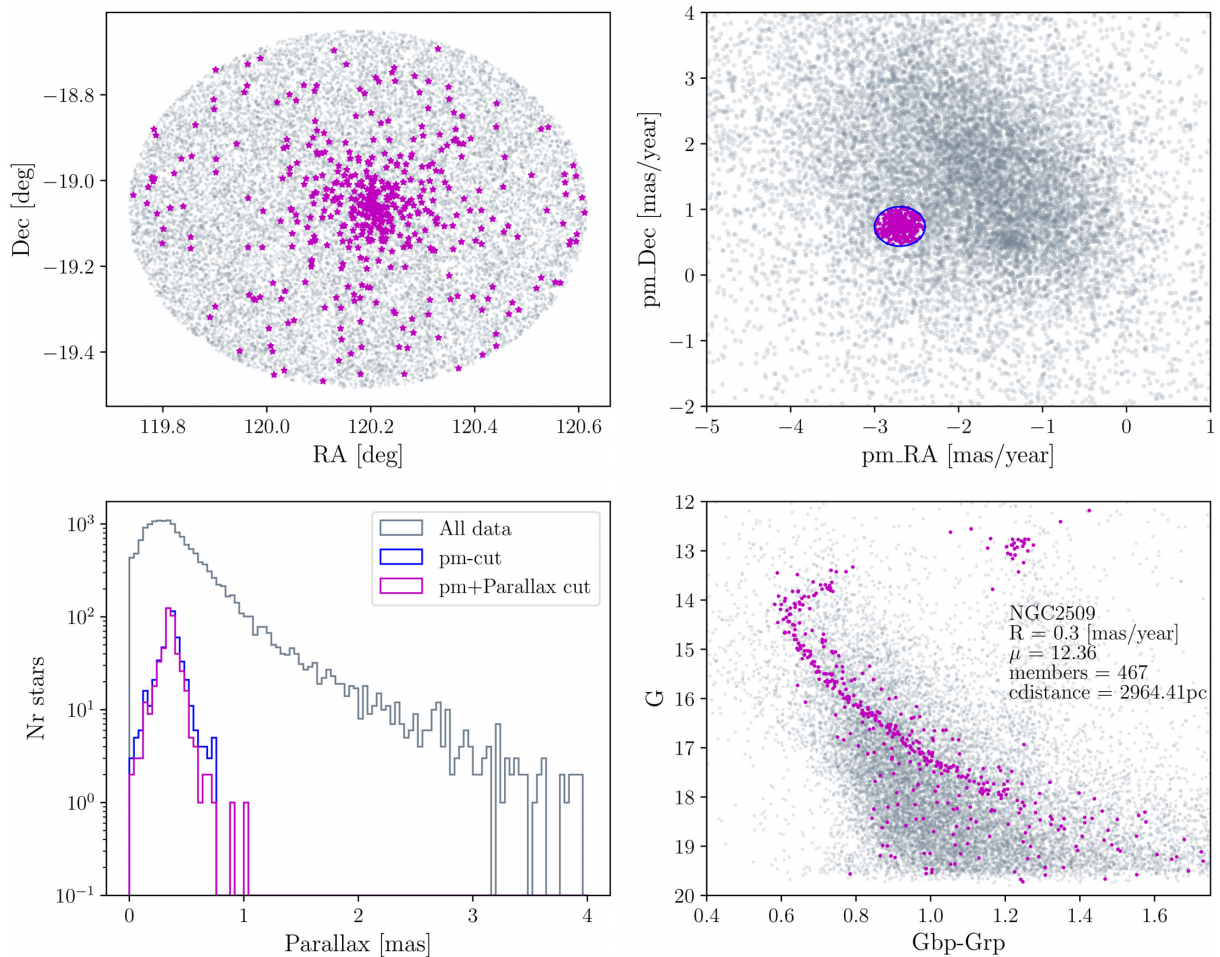 −18.8
−19.0
−19.2
−19.4
Dec [deg]
119.8 120.0 120.2 120.4 120.6
RA [deg]
4
3
2
1
0
−1
−2
pm_Dec [mas/year]
−5 −4 −3 −2 −1 0 1
pm_RA [mas/year]
10³
10²
10¹
10⁰
10⁻¹
Nr stars
All data
pm-cut
pm+Parallax cut
0 1 2 3 4
Parallax [mas]
12
13
14
15
16
17
18
19
20
G
NGC2509
R = 0.3 [mas/year]
μ = 12.36
members = 467
cdistance = 2964.41pc
0.4 0.6 0.8 1.0 1.2 1.4 1.6
Gbp-Grp